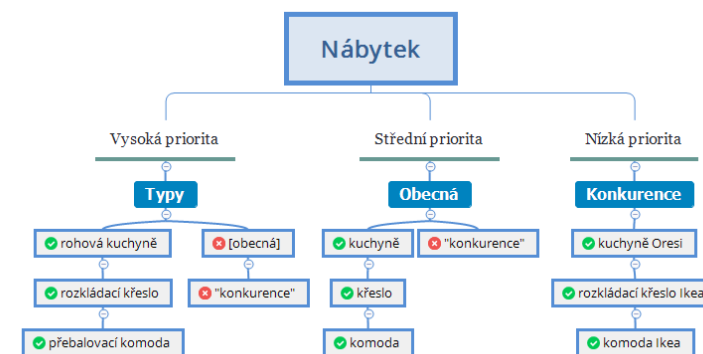 Nábytek
Vysoká priorita
Střední priorita
Nízká priorita
Typy
Obecná
Konkurence
rohová kuchyně
[obecná]
kuchyně
"konkurence"
kuchyně Oresi
rozkládací křeslo
"konkurence"
křeslo
rozkládací křeslo Ikea
přebalovací komoda
komoda
komoda Ikea